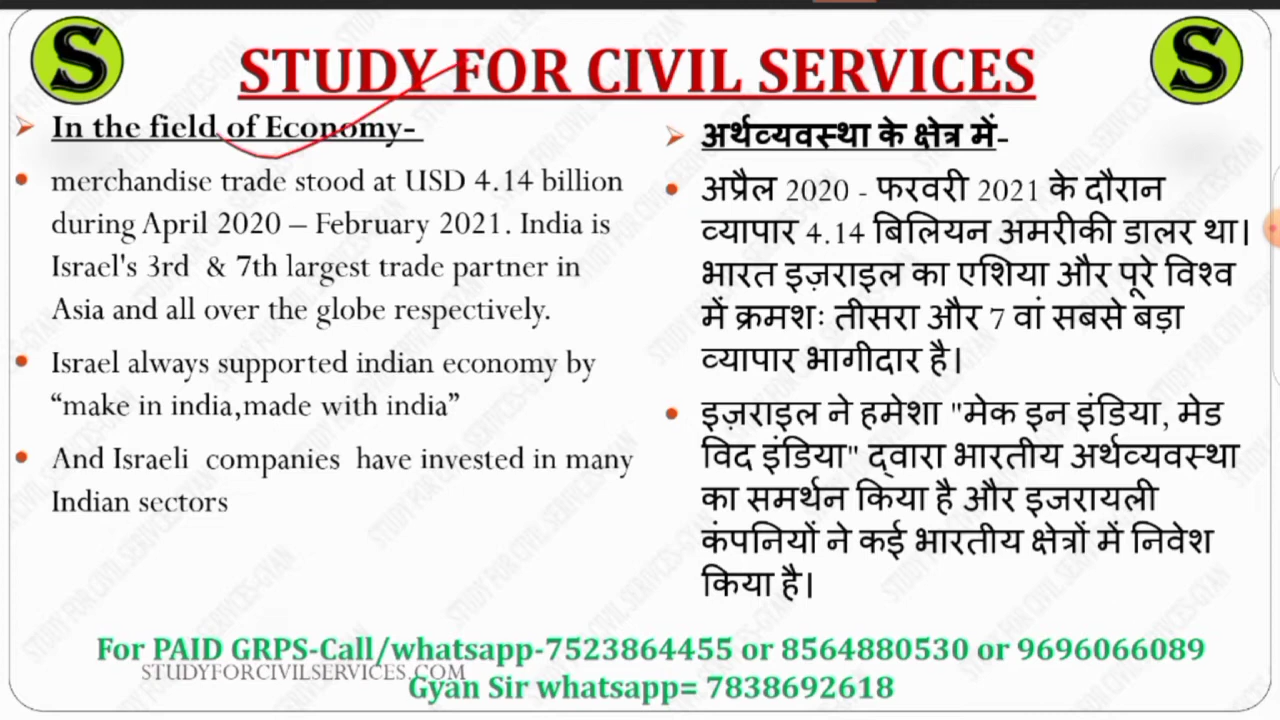 S
STUDY FOR CIVIL SERVICES
S
In the field of Economy-
merchandise trade stood at USD 4.14 billion
during April 2020 – February 2021. India is
Israel's 3rd & 7th largest trade partner in
Asia and all over the globe respectively.
Israel always supported indian economy by
“make in india,made with india”
And Israeli companies have invested in many
Indian sectors
अर्थव्यवस्था के क्षेत्र में-
अप्रैल 2020 - फरवरी 2021 के दौरान
व्यापार 4.14 बिलियन अमरीकी डालर था।
भारत इज़राइल का एशिया और पूरे विश्व
में क्रमशः तीसरा और 7 वां सबसे बड़ा
व्यापार भागीदार है।
इज़राइल ने हमेशा "मेक इन इंडिया, मेड
विद इंडिया" द्वारा भारतीय अर्थव्यवस्था
का समर्थन किया है और इजरायली
कंपनियों ने कई भारतीय क्षेत्रों में निवेश
किया है।
For PAID GRPS-Call/whatsapp-7523864455 or 8564880530 or 9696066089
STUDYFORCIVILSERVICES.COM
Gyan Sir whatsapp= 7838692618